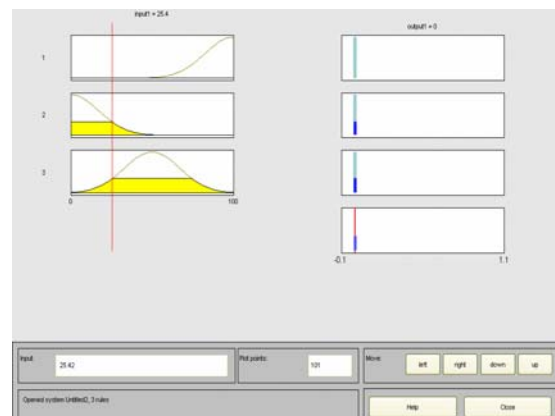 input1 = 25.4
output1 = 0
1
2
3
0
100
-0.1
1.1
Input:
25.42
Plot points:
101
Move:
left
right
down
up
Opened system Untitled2, 3 rules
Help
Close